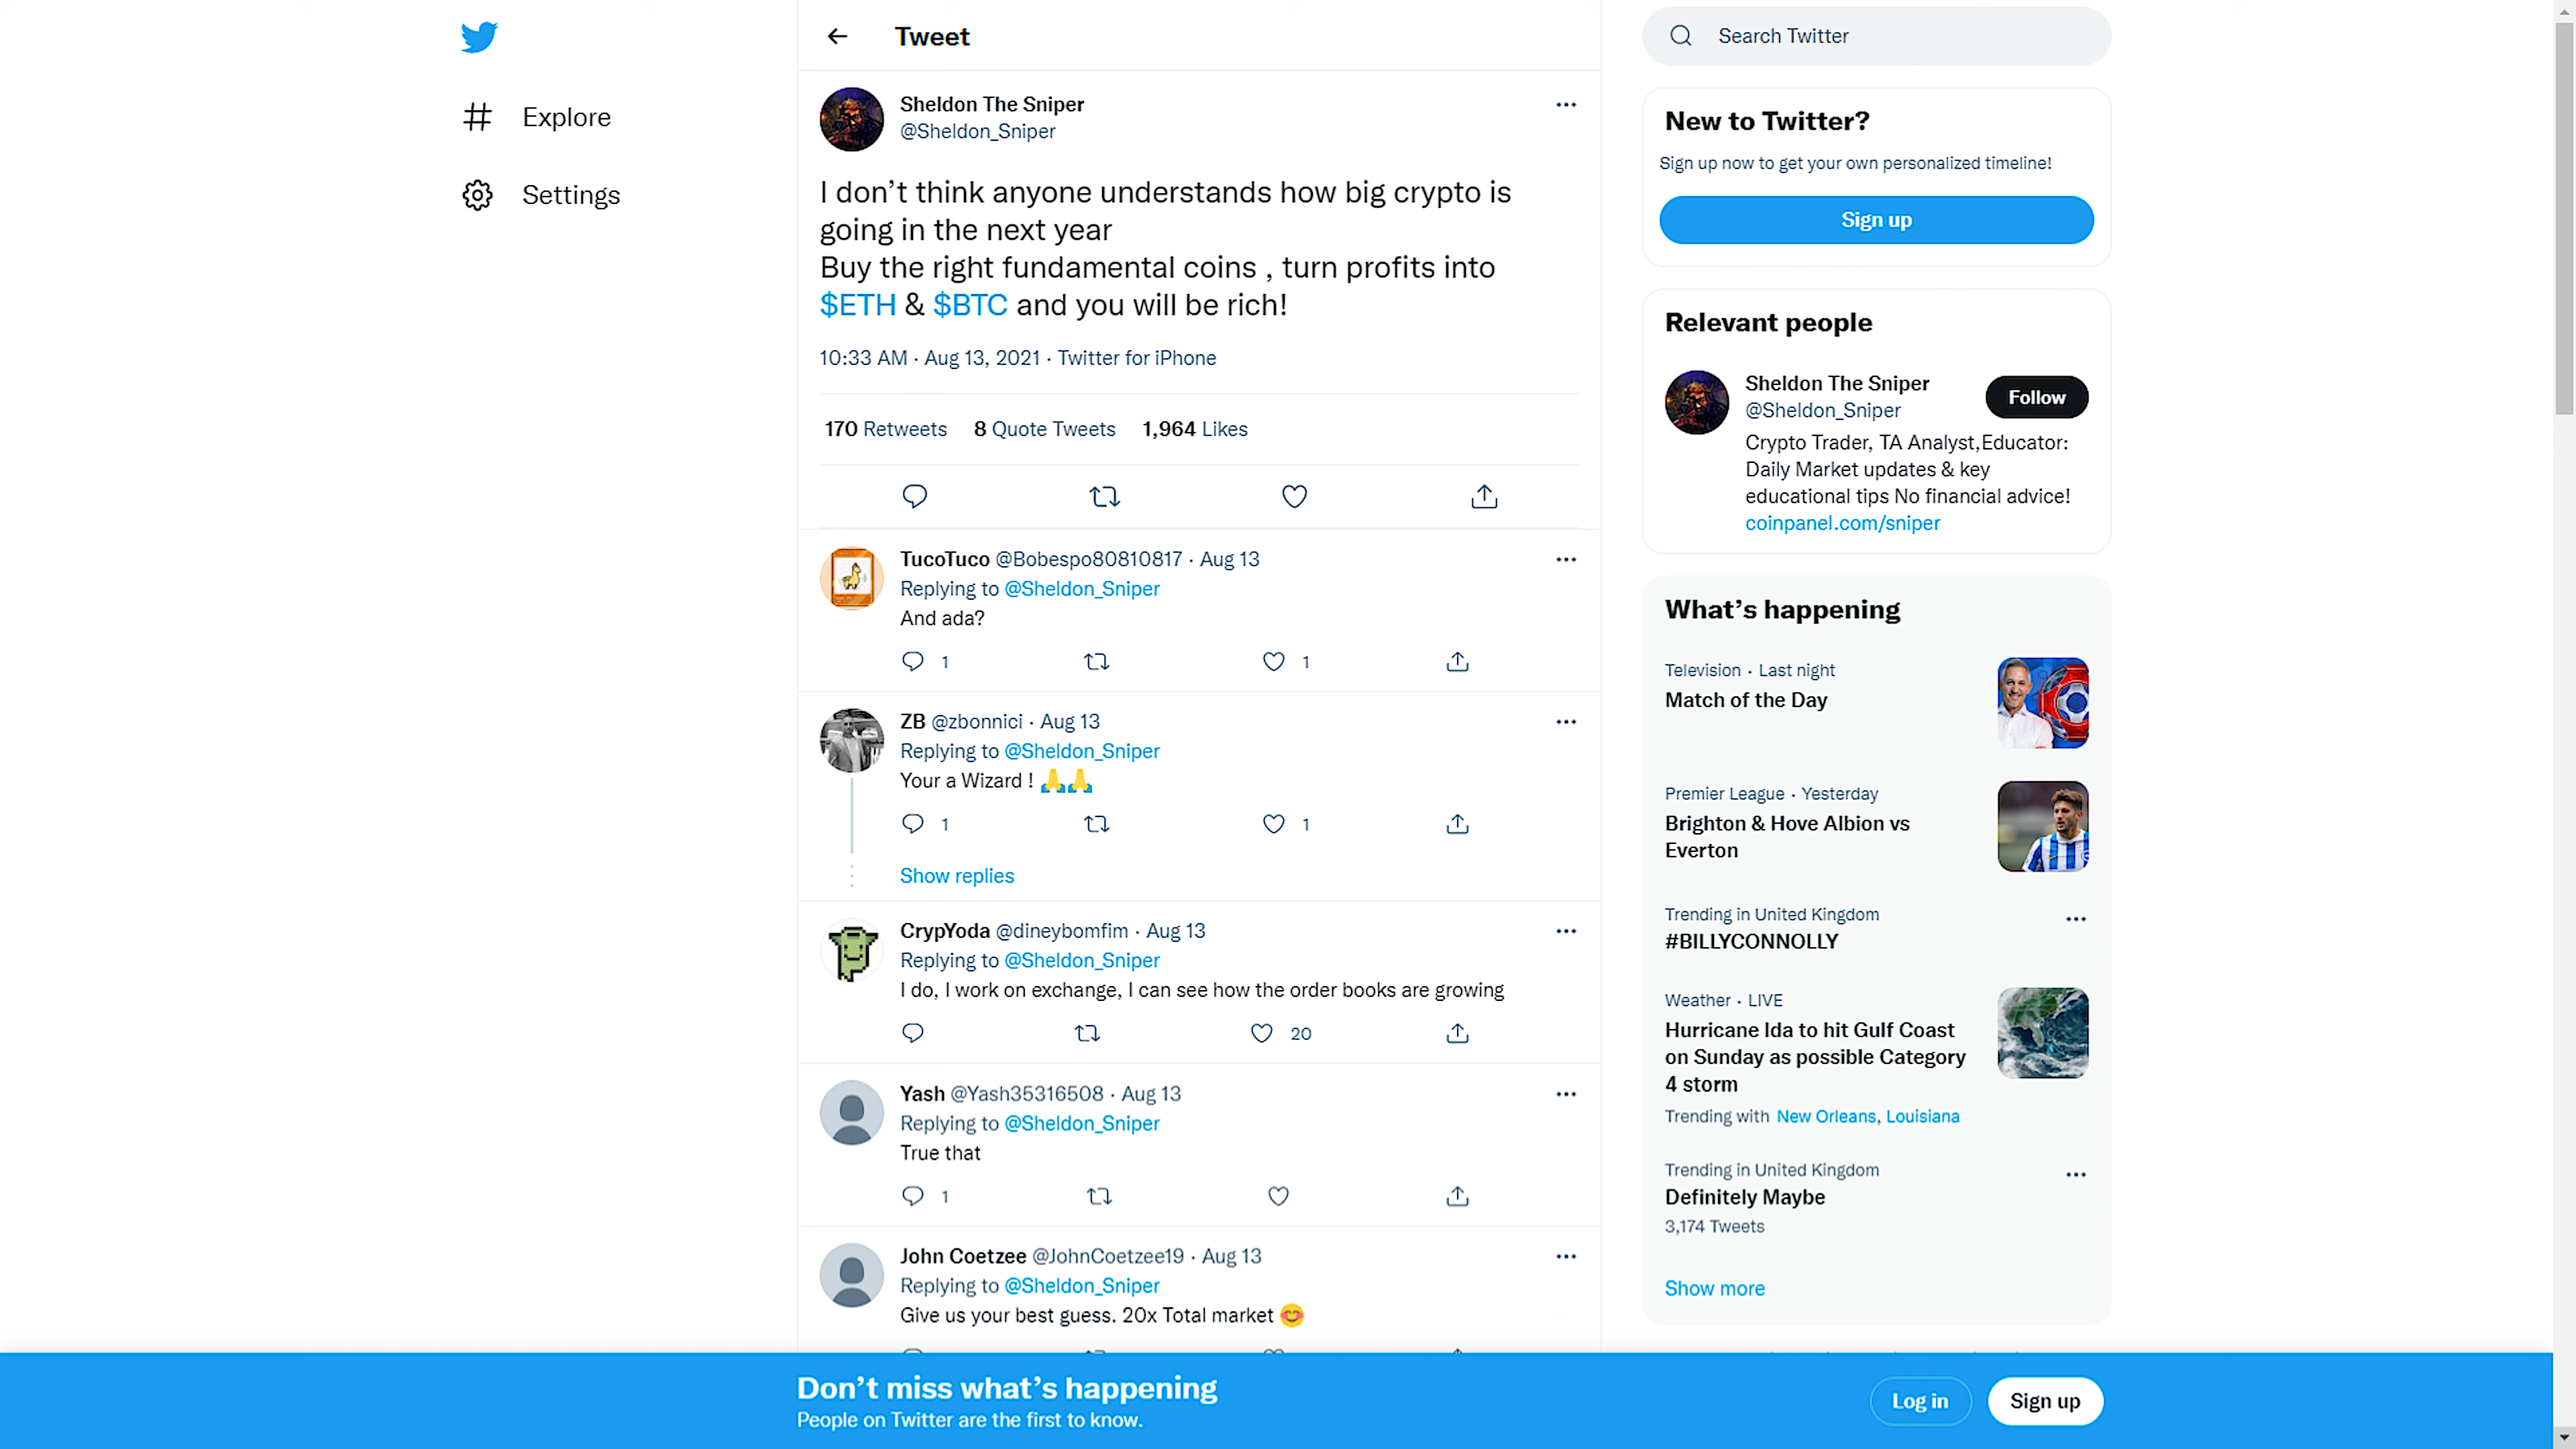 Explore
Settings
Tweet
Sheldon The Sniper
@Sheldon_Sniper
I don’t think anyone understands how big crypto is
going in the next year
Buy the right fundamental coins , turn profits into
$ETH & $BTC and you will be rich!
10:33 AM · Aug 13, 2021 · Twitter for iPhone
170 Retweets 8 Quote Tweets 1,964 Likes
TucoTuco @Bobespo80810817 · Aug 13
Replying to @Sheldon_Sniper
And ada?
1 1
ZB @zbonnici · Aug 13
Replying to @Sheldon_Sniper
Your a Wizard ! 🙏🙏
1 1
Show replies
CrypYoda @dineybomfim · Aug 13
Replying to @Sheldon_Sniper
I do, I work on exchange, I can see how the order books are growing
20
Yash @Yash35316508 · Aug 13
Replying to @Sheldon_Sniper
True that
1
John Coetzee @JohnCoetzee19 · Aug 13
Replying to @Sheldon_Sniper
Give us your best guess. 20x Total market 😊
Search Twitter
New to Twitter?
Sign up now to get your own personalized timeline!
Sign up
Relevant people
Sheldon The Sniper
@Sheldon_Sniper
Follow
Crypto Trader, TA Analyst,Educator:
Daily Market updates & key
educational tips No financial advice!
coinpanel.com/sniper
What’s happening
Television · Last night
Match of the Day
Premier League · Yesterday
Brighton & Hove Albion vs
Everton
Trending in United Kingdom
#BILLYCONNOLLY
Weather · LIVE
Hurricane Ida to hit Gulf Coast
on Sunday as possible Category
4 storm
Trending with New Orleans, Louisiana
Trending in United Kingdom
Definitely Maybe
3,174 Tweets
Show more
Don’t miss what’s happening
People on Twitter are the first to know.
Log in
Sign up